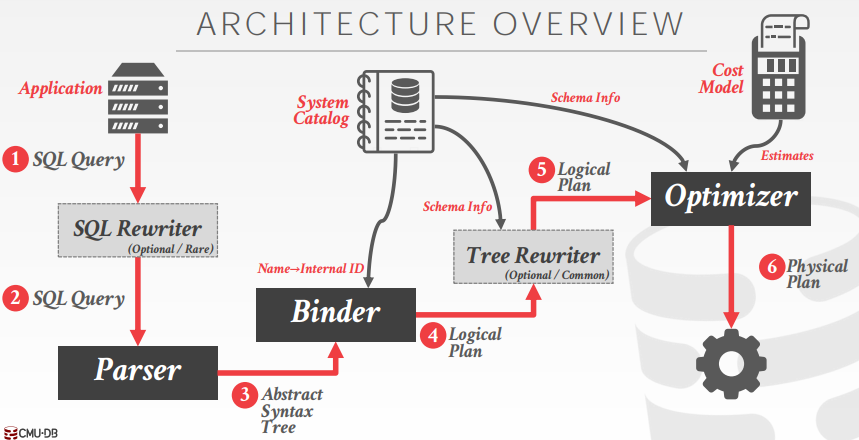 ARCHITECTURE OVERVIEW
Application
1 SQL Query
SQL Rewriter
(Optional / Rare)
2 SQL Query
Parser
3 Abstract
Syntax
Tree
System
Catalog
Name→Internal ID
Binder
4 Logical
Plan
Schema Info
Tree Rewriter
(Optional / Common)
5 Logical
Plan
Schema Info
Cost
Model
Estimates
Optimizer
6 Physical
Plan
CMU·DB